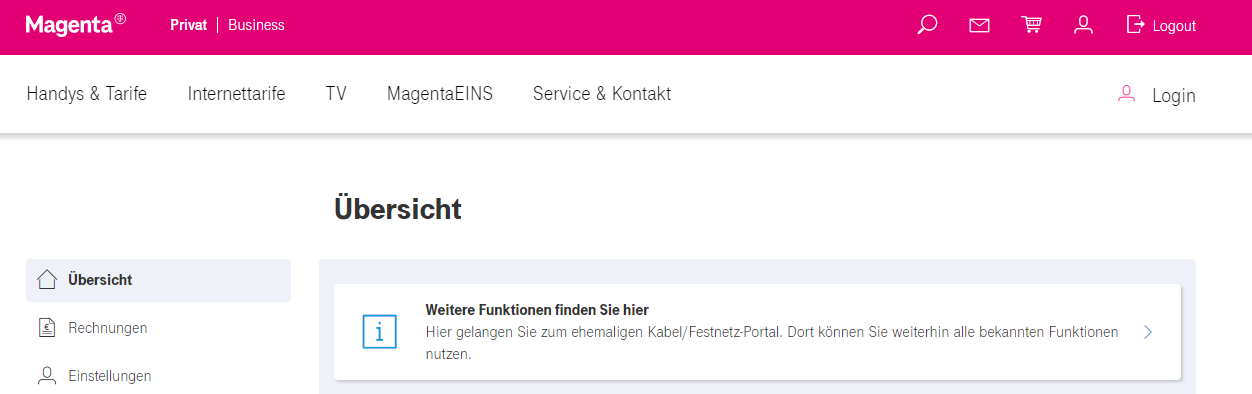 Magenta
Privat | Business
Logout
Handys & Tarife
Internettarife
TV
MagentaEINS
Service & Kontakt
Login
Übersicht
Übersicht
Rechnungen
Einstellungen
Weitere Funktionen finden Sie hier
Hier gelangen Sie zum ehemaligen Kabel/Festnetz-Portal. Dort können Sie weiterhin alle bekannten Funktionen
nutzen.